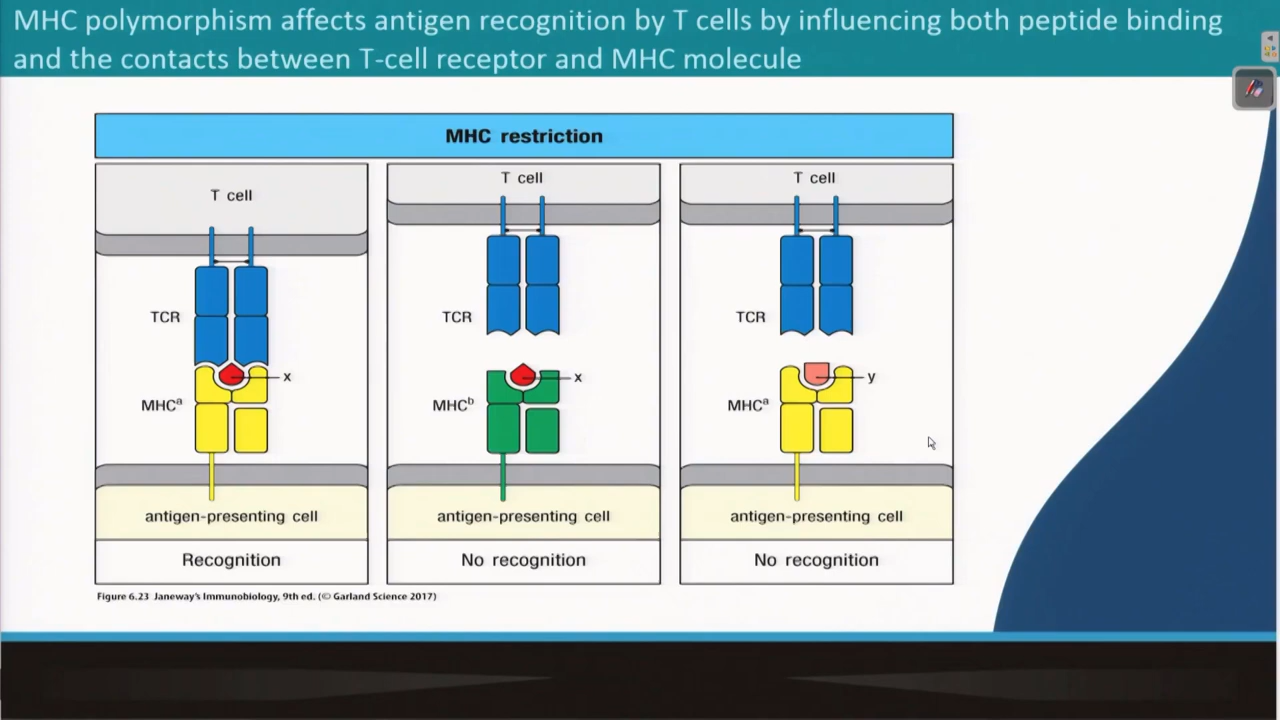 MHC polymorphism affects antigen recognition by T cells by influencing both peptide binding
and the contacts between T-cell receptor and MHC molecule
MHC restriction
T cell
TCR
x
MHCª
antigen-presenting cell
Recognition
T cell
TCR
x
MHCᵇ
antigen-presenting cell
No recognition
T cell
TCR
y
MHCª
antigen-presenting cell
No recognition
Figure 6.23 Janeway's Immunobiology, 9th ed. (© Garland Science 2017)